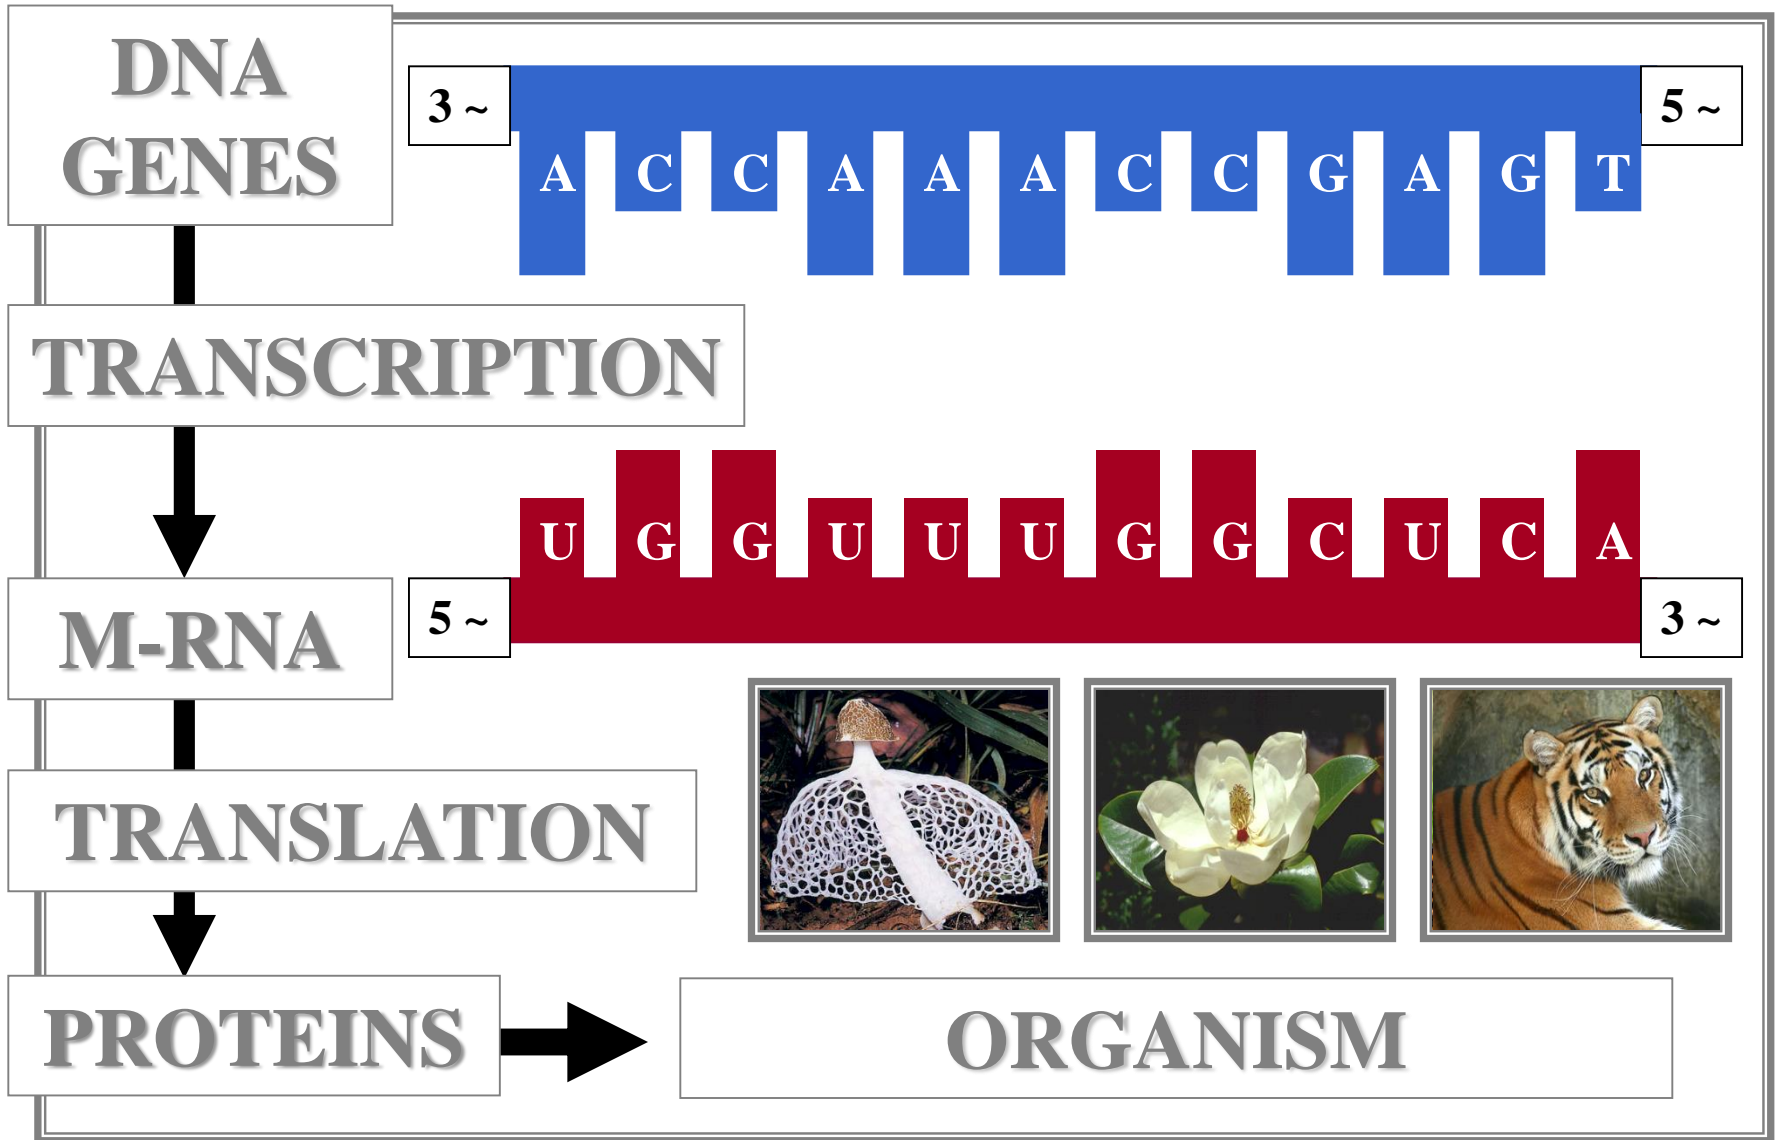 DNA
GENES
3 ~
5 ~
A C C A A A C C G A G T
TRANSCRIPTION
U G G U U U G G C U C A
M-RNA
5 ~
3 ~
TRANSLATION
PROTEINS
ORGANISM